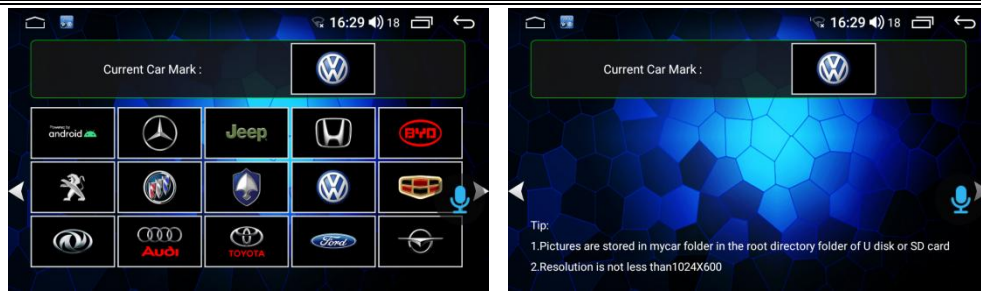 16:29 18
Current Car Mark :
Powered by
android
Jeep
BYD
Audi
TOYOTA
Ford
16:29 18
Current Car Mark :
Tip:
1.Pictures are stored in mycar folder in the root directory folder of U disk or SD card
2.Resolution is not less than1024X600